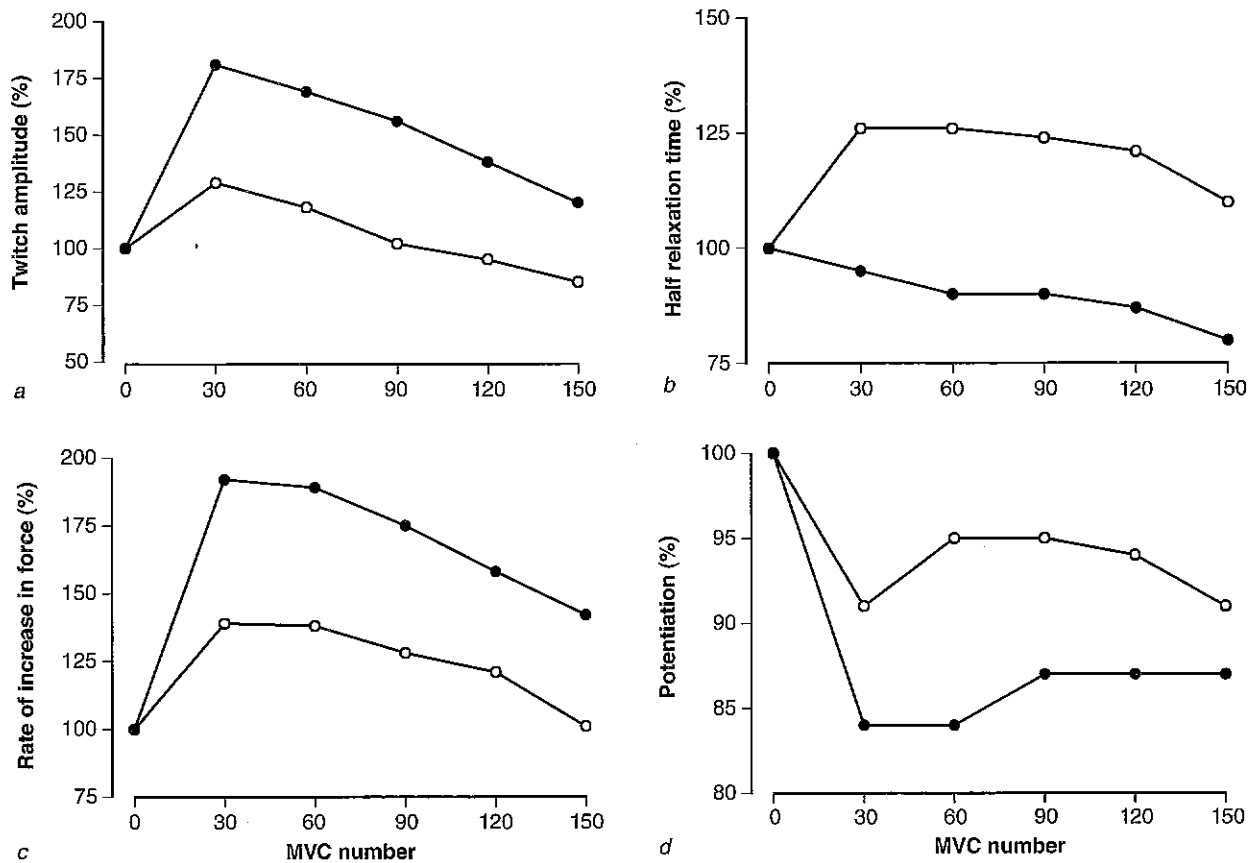 Twitch amplitude (%)
200
175
150
125
100
75
50
0 30 60 90 120 150
a
Half relaxation time (%)
150
125
100
75
0 30 60 90 120 150
b
Rate of increase in force (%)
200
175
150
125
100
75
0 30 60 90 120 150
MVC number
c
Potentiation (%)
100
95
90
85
80
0 30 60 90 120 150
MVC number
d